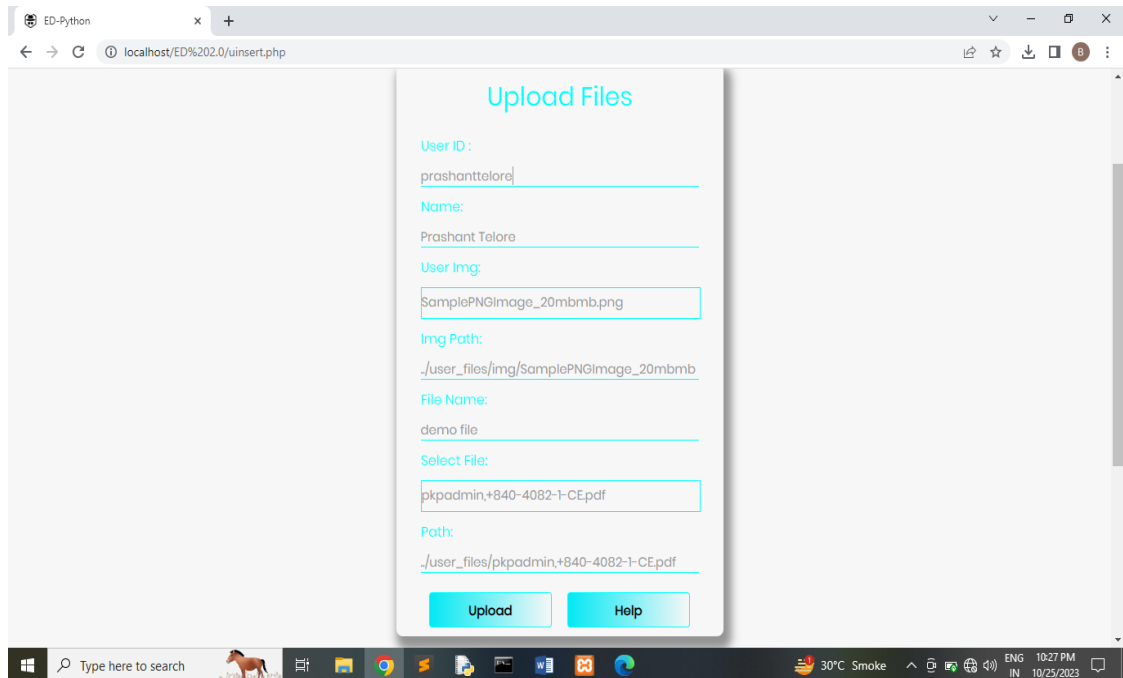 ED-Python
localhost/ED%202.0/uinsert.php
B
Upload Files
User ID :
prashanttelore
Name:
Prashant Telore
User Img:
SamplePNGImage_20mbmb.png
Img Path:
../user_files/img/SamplePNGImage_20mbmb
File Name:
demo file
Select File:
pkpadmin,+840-4082-1-CE.pdf
Path:
../user_files/pkpadmin,+840-4082-1-CE.pdf
Upload Help
Type here to search
30°C Smoke
ENG 10:27 PM
IN 10/25/2023